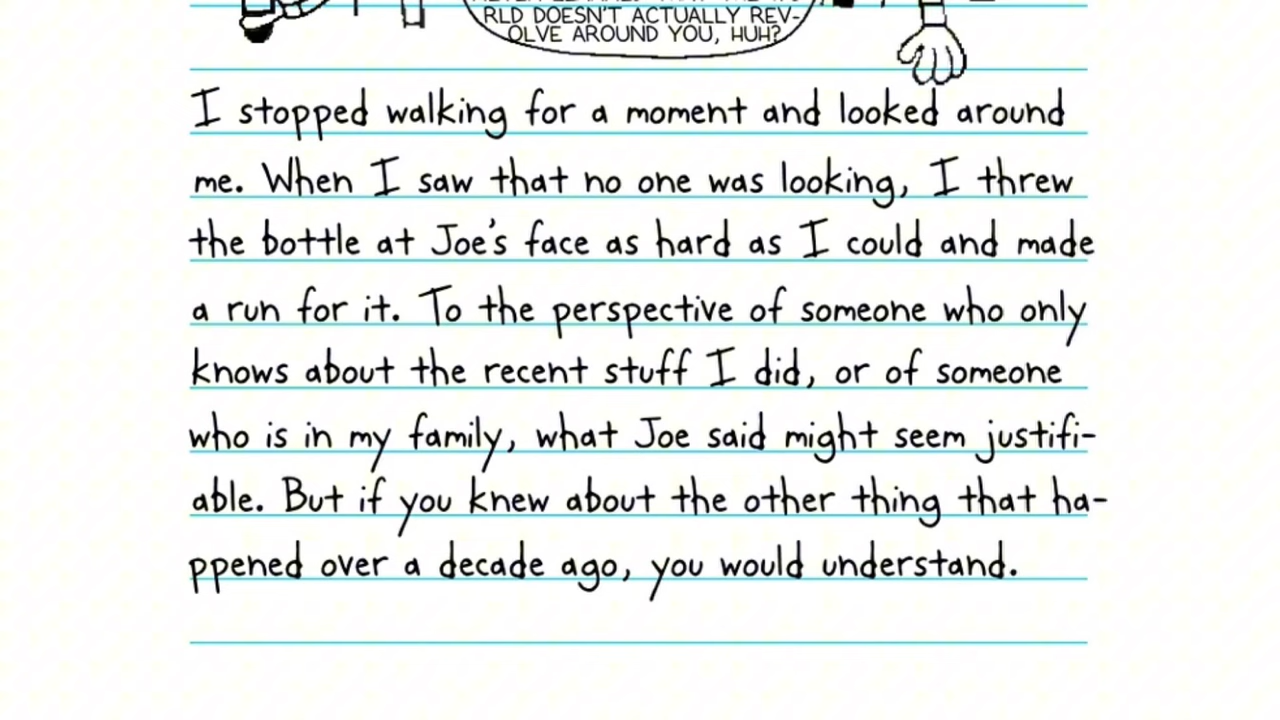 RLD DOESN'T ACTUALLY REV-
OLVE AROUND YOU, HUH?
I stopped walking for a moment and looked around
me. When I saw that no one was looking, I threw
the bottle at Joe's face as hard as I could and made
a run for it. To the perspective of someone who only
knows about the recent stuff I did, or of someone
who is in my family, what Joe said might seem justifi-
able. But if you knew about the other thing that ha-
ppened over a decade ago, you would understand.